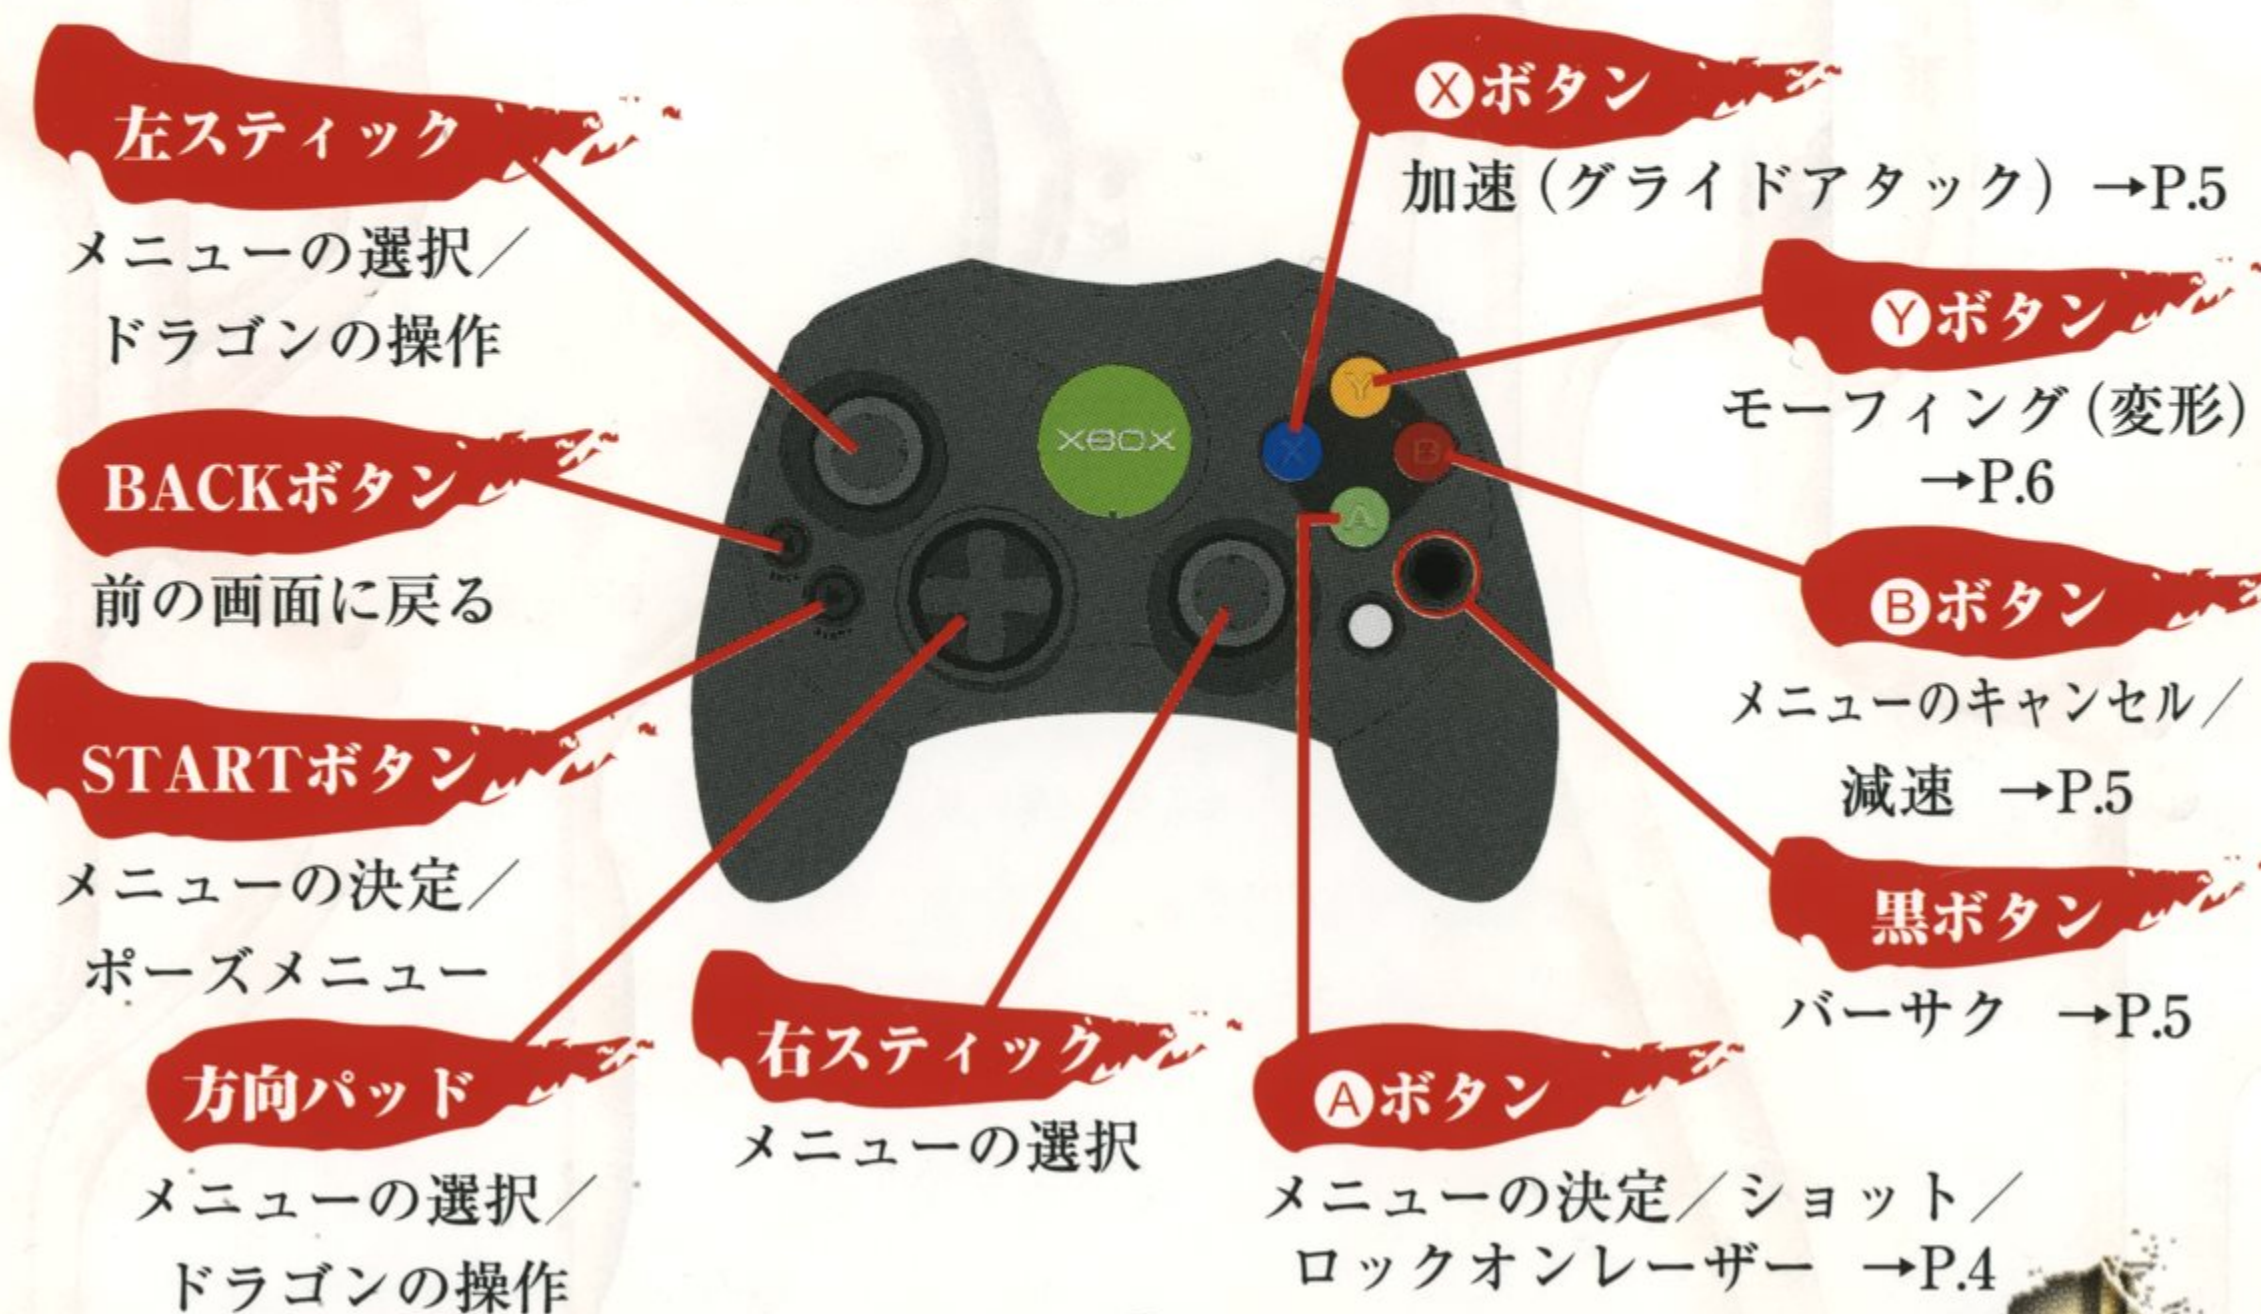 左スティック
メニューの選択／
ドラゴンの操作
BACKボタン
前の画面に戻る
STARTボタン
メニューの決定／
ポーズメニュー
方向パッド
メニューの選択／
ドラゴンの操作
右スティック
メニューの選択
Ⓐボタン
メニューの決定／ショット／
ロックオンレーザー →P.4
Ⓧボタン
加速（グライドアタック）→P.5
Ⓨボタン
モーフィング（変形）
→P.6
Ⓑボタン
メニューのキャンセル／
減速 →P.5
黒ボタン
バーサク →P.5
XBOX
Y
X
B
A
BACK
START